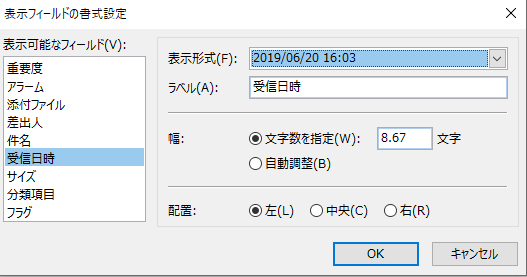 表示フィールドの書式設定
表示可能なフィールド(V):
重要度
アラーム
添付ファイル
差出人
件名
受信日時
サイズ
分類項目
フラグ
表示形式(F): 2019/06/20 16:03
ラベル(A): 受信日時
幅: 文字数を指定(W): 8.67 文字
自動調整(B)
配置: 左(L) 中央(C) 右(R)
OK キャンセル